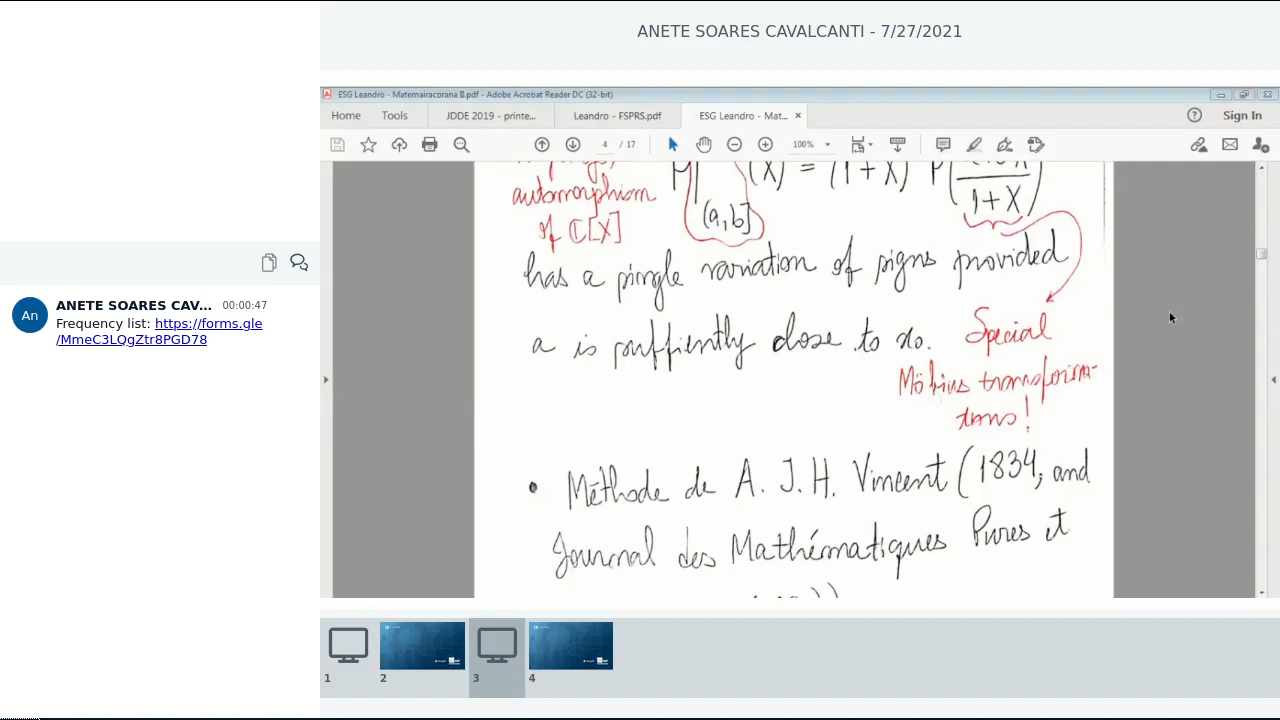 ANETE SOARES CAVALCANTI - 7/27/2021
ESG Leandro - Matemairacorana II.pdf - Adobe Acrobat Reader DC (32-bit)
Home Tools JDDE 2019 - printe... Leandro - FSPRS.pdf ESG Leandro - Mat... × Sign In
4 / 17 100%
automorphism
of ℂ[X]
(X) = (1+X) P
1+X
(a,b]
has a single variation of signs provided
a is suffiently close to x0.
Special
Möbius transforma-
tions!
• Méthode de A. J. H. Vincent (1834, and
Journal des Mathématiques Pures et
An
ANETE SOARES CAV... 00:00:47
Frequency list: https://forms.gle
/MmeC3LQgZtr8PGD78
1 2 3 4